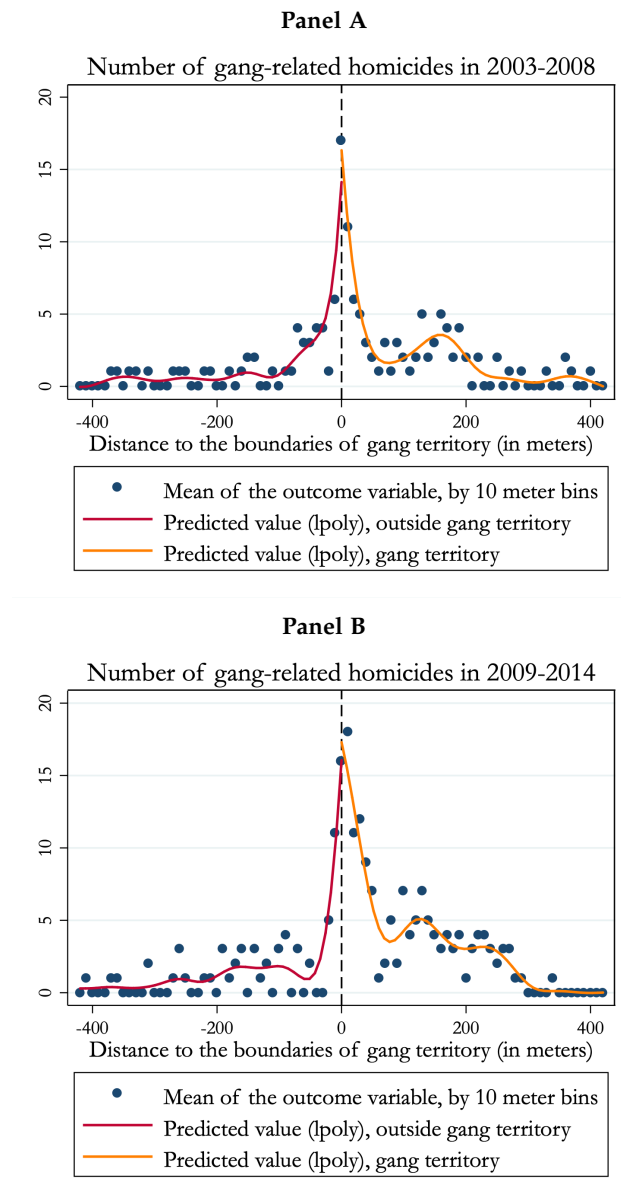 Panel A
Number of gang-related homicides in 2003-2008
20
15
10
5
0
-400 -200 0 200 400
Distance to the boundaries of gang territory (in meters)
Mean of the outcome variable, by 10 meter bins
Predicted value (lpoly), outside gang territory
Predicted value (lpoly), gang territory
Panel B
Number of gang-related homicides in 2009-2014
20
15
10
5
0
-400 -200 0 200 400
Distance to the boundaries of gang territory (in meters)
Mean of the outcome variable, by 10 meter bins
Predicted value (lpoly), outside gang territory
Predicted value (lpoly), gang territory